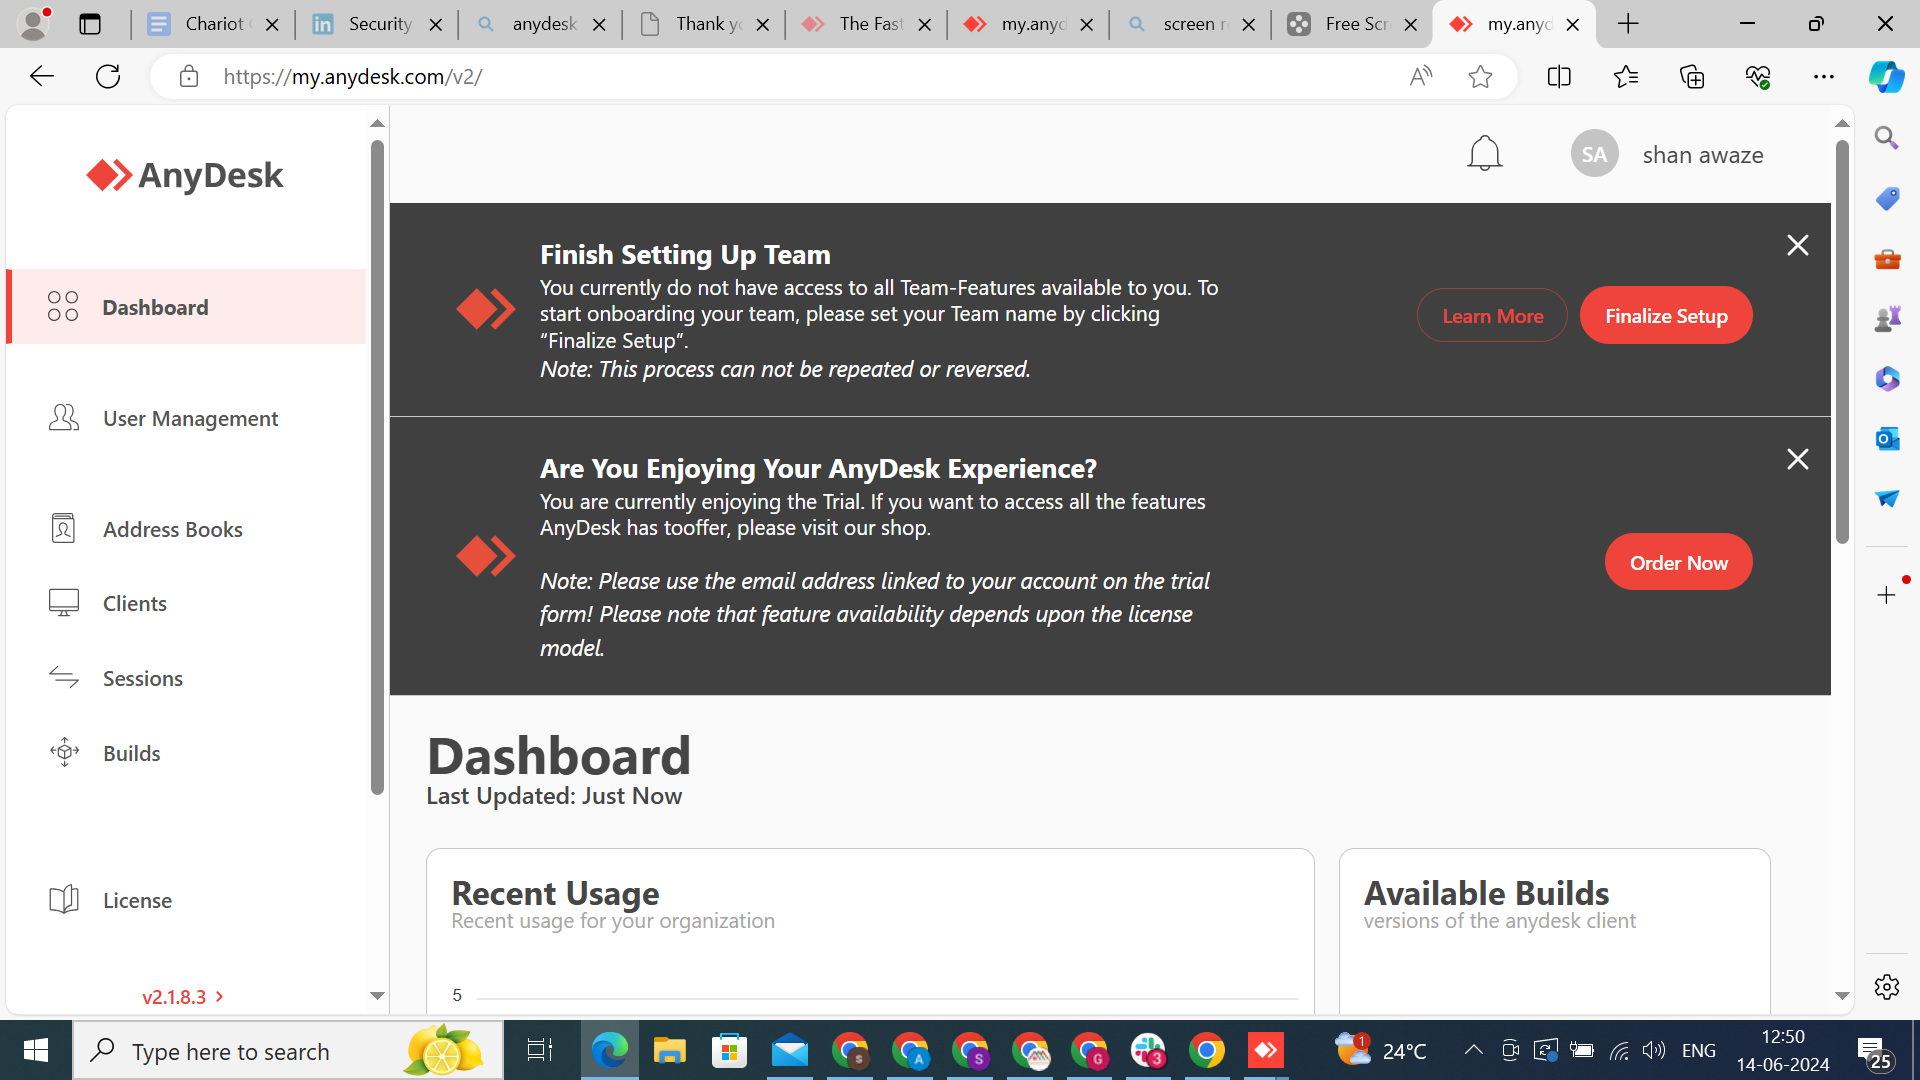 Chariot
Security
anydesk
Thank y
The Fast
my.anyd
screen r
Free Scr
my.anyd
https://my.anydesk.com/v2/
AnyDesk
SA
shan awaze
Finish Setting Up Team
You currently do not have access to all Team-Features available to you. To
start onboarding your team, please set your Team name by clicking
“Finalize Setup”.
Note: This process can not be repeated or reversed.
Learn More
Finalize Setup
Are You Enjoying Your AnyDesk Experience?
You are currently enjoying the Trial. If you want to access all the features
AnyDesk has tooffer, please visit our shop.
Note: Please use the email address linked to your account on the trial
form! Please note that feature availability depends upon the license
model.
Order Now
Dashboard
User Management
Address Books
Clients
Sessions
Builds
License
v2.1.8.3
Dashboard
Last Updated: Just Now
Recent Usage
Recent usage for your organization
5
Available Builds
versions of the anydesk client
Type here to search
1
24°C
ENG
12:50
14-06-2024
25